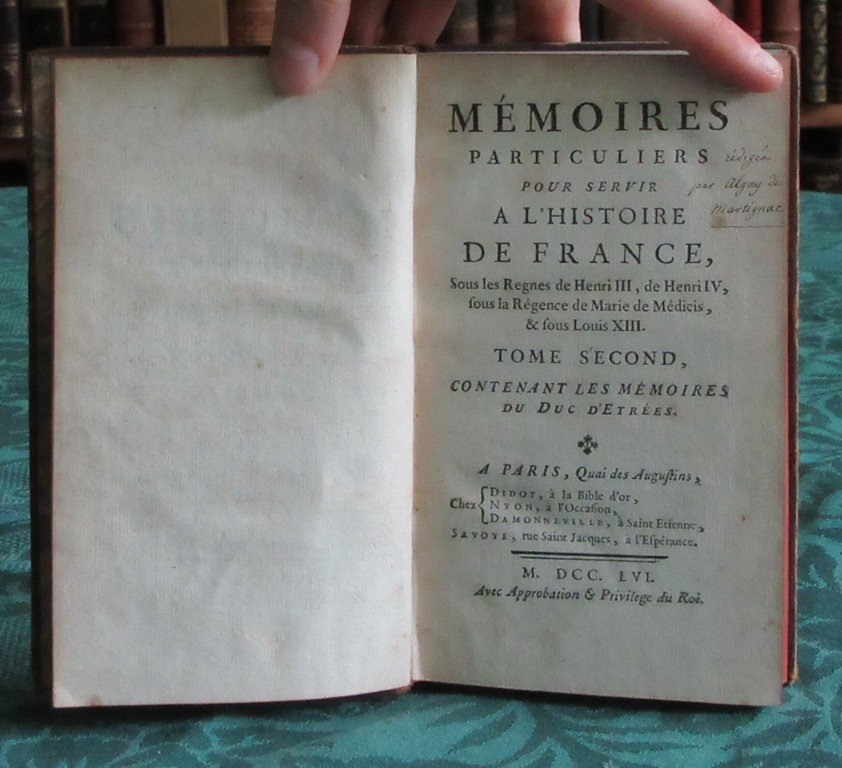 MÉMOIRES
PARTICULIERS
rédigés
POUR SERVIR
par Algay de
A L'HISTOIRE
Martignac
DE FRANCE,
Sous les Regnes de Henri III, de Henri IV,
ſous la Régence de Marie de Médicis,
& ſous Louis XIII.
TOME SECOND,
CONTENANT LES MÉMOIRES
DU DUC D'ETRÉES.
A PARIS, Quai des Auguſtins,
Chez { DIDOT, à la Bible d'or,
NYON, à l'Occaſion,
DAMONNEVILLE, à Saint Etienne,
SAVOYE, rue Saint Jacques, à l'Eſpérance.
M. DCC. LVI.
Avec Approbation & Privilege du Roi.